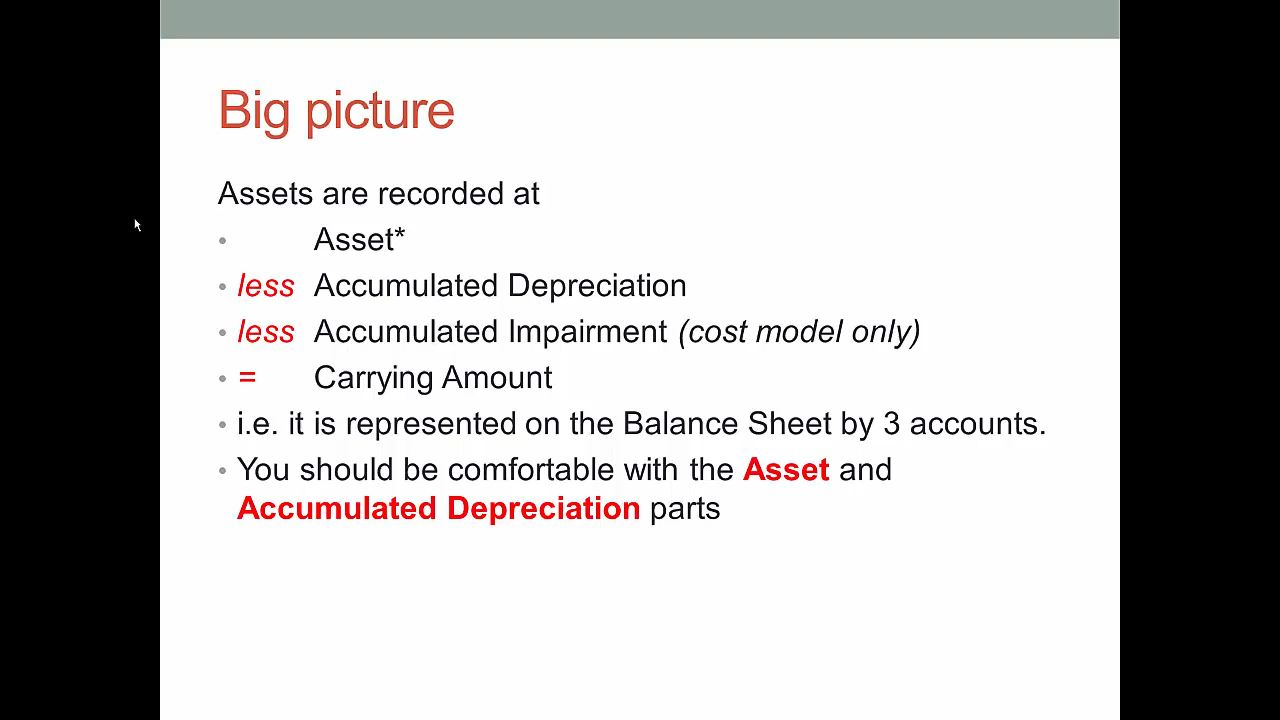 Big picture
Assets are recorded at
• Asset*
• less Accumulated Depreciation
• less Accumulated Impairment (cost model only)
• = Carrying Amount
• i.e. it is represented on the Balance Sheet by 3 accounts.
• You should be comfortable with the Asset and
Accumulated Depreciation parts